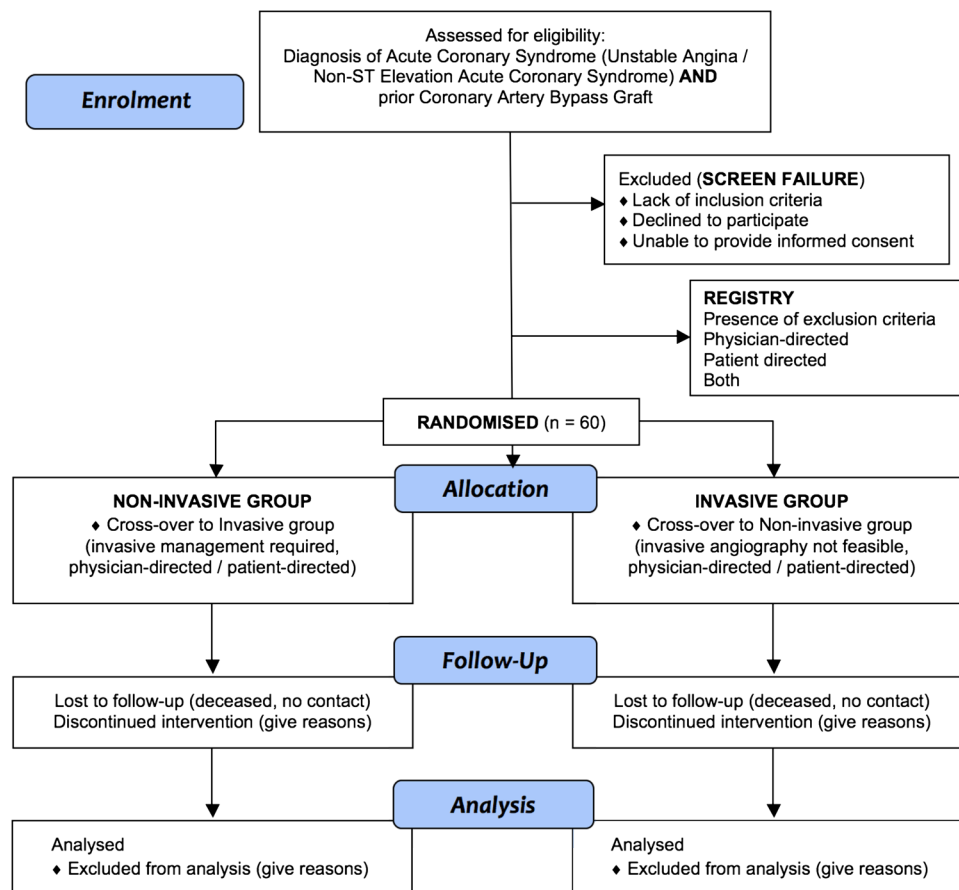 Assessed for eligibility:
Diagnosis of Acute Coronary Syndrome (Unstable Angina /
Non-ST Elevation Acute Coronary Syndrome) AND
prior Coronary Artery Bypass Graft
Enrolment
Excluded (SCREEN FAILURE)
♦ Lack of inclusion criteria
♦ Declined to participate
♦ Unable to provide informed consent
REGISTRY
Presence of exclusion criteria
Physician-directed
Patient directed
Both
RANDOMISED (n = 60)
Allocation
NON-INVASIVE GROUP
♦ Cross-over to Invasive group
(invasive management required,
physician-directed / patient-directed)
INVASIVE GROUP
♦ Cross-over to Non-invasive group
(invasive angiography not feasible,
physician-directed / patient-directed)
Follow-Up
Lost to follow-up (deceased, no contact)
Discontinued intervention (give reasons)
Lost to follow-up (deceased, no contact)
Discontinued intervention (give reasons)
Analysis
Analysed
♦ Excluded from analysis (give reasons)
Analysed
♦ Excluded from analysis (give reasons)